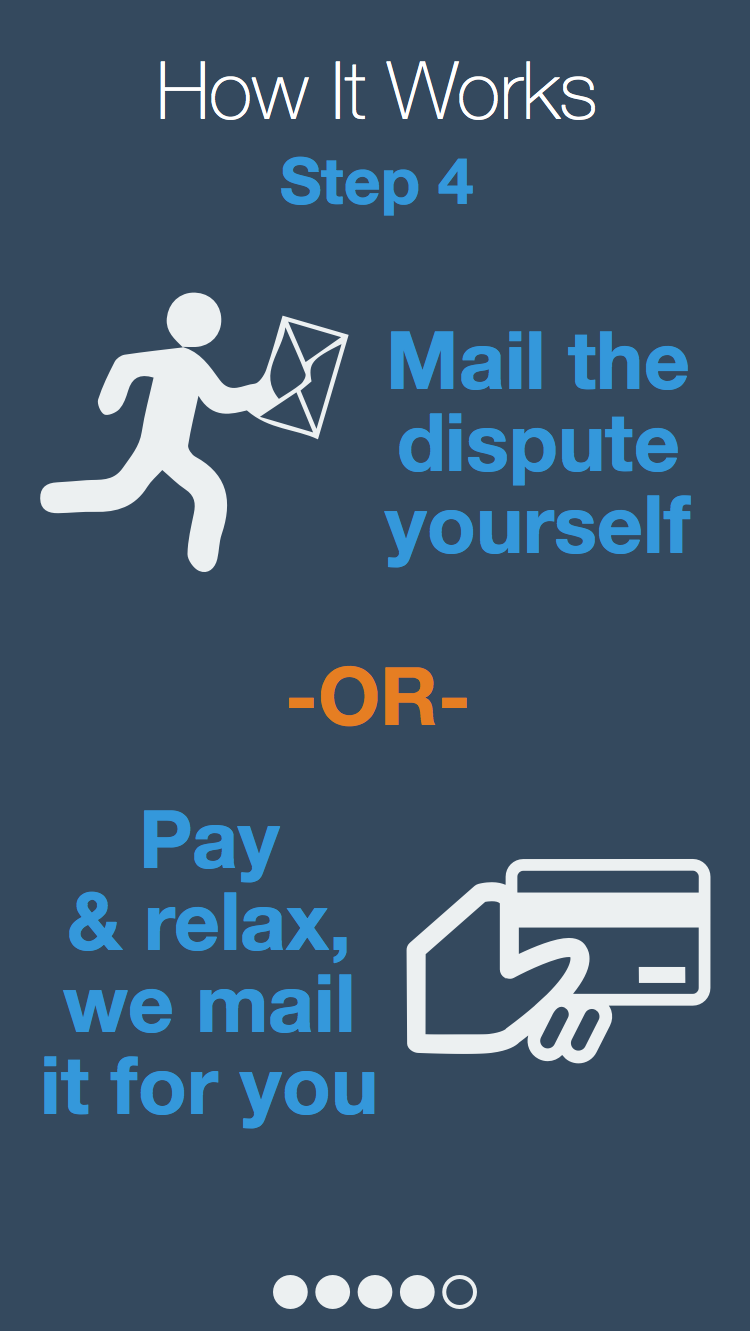 How It Works
Step 4
Mail the
dispute
yourself
-OR-
Pay
& relax,
we mail
it for you